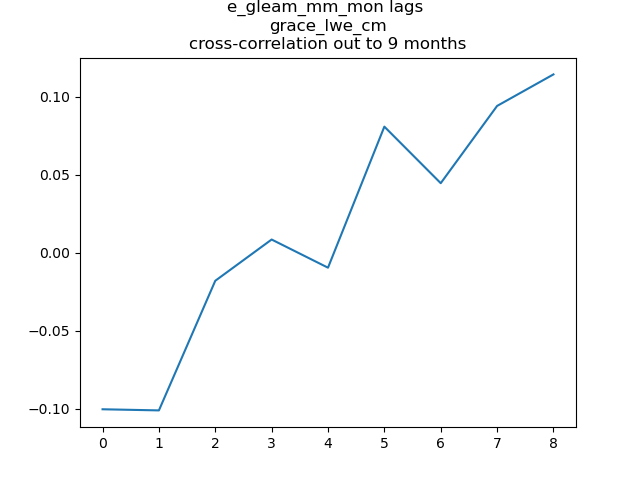 e_gleam_mm_mon lags
grace_lwe_cm
cross-correlation out to 9 months
0.10
0.05
0.00
−0.05
−0.10
0 1 2 3 4 5 6 7 8